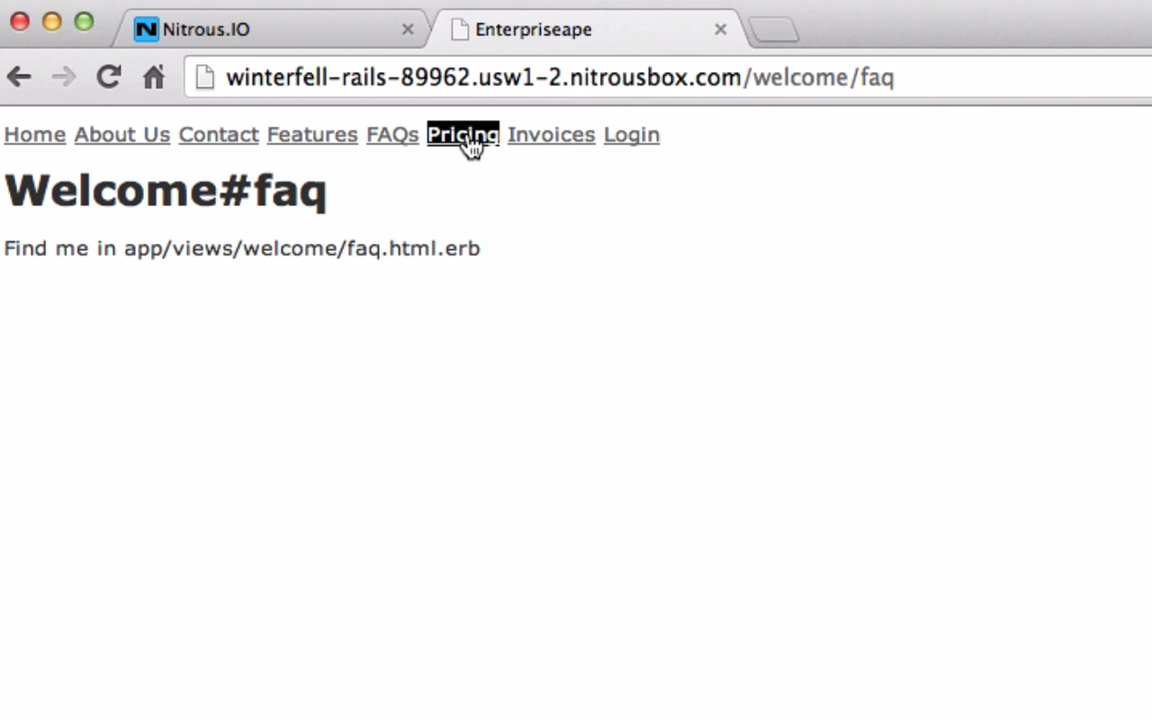 Nitrous.IO Enterpriseape
winterfell-rails-89962.usw1-2.nitrousbox.com/welcome/faq
Home About Us Contact Features FAQs Pricing Invoices Login
Welcome#faq
Find me in app/views/welcome/faq.html.erb